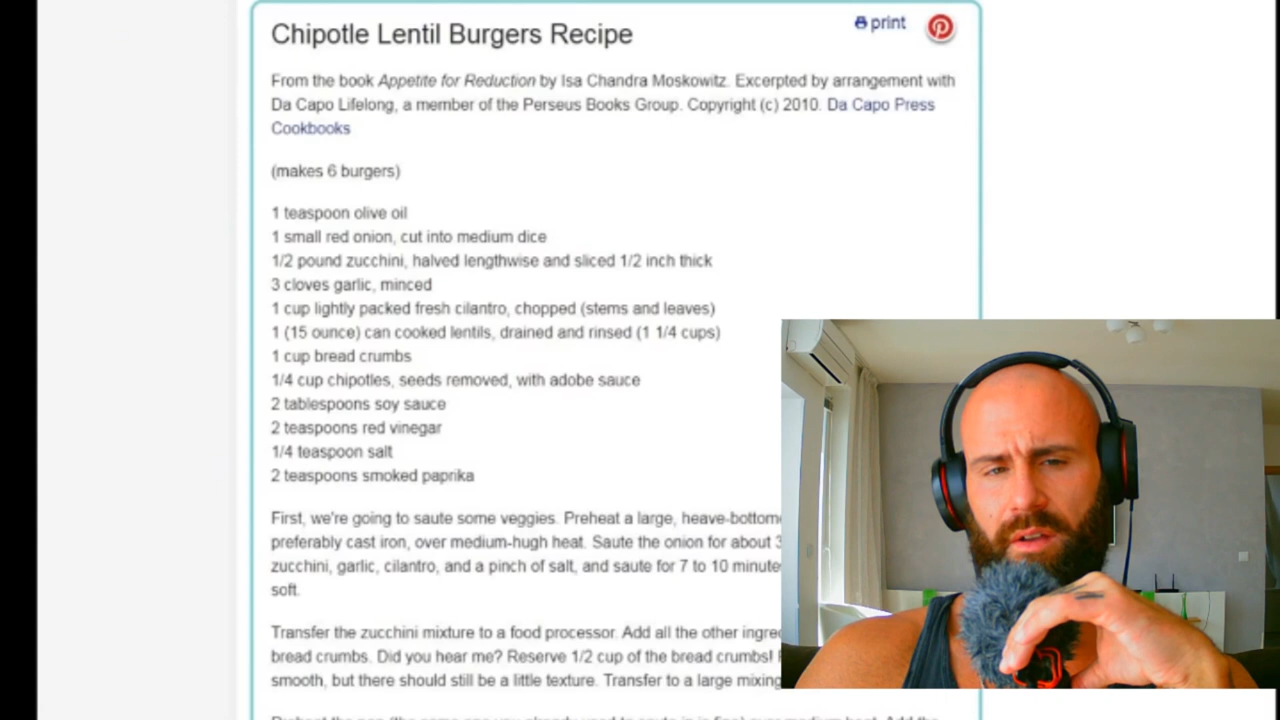 Chipotle Lentil Burgers Recipe
print
From the book Appetite for Reduction by Isa Chandra Moskowitz. Excerpted by arrangement with
Da Capo Lifelong, a member of the Perseus Books Group. Copyright (c) 2010. Da Capo Press
Cookbooks
(makes 6 burgers)
1 teaspoon olive oil
1 small red onion, cut into medium dice
1/2 pound zucchini, halved lengthwise and sliced 1/2 inch thick
3 cloves garlic, minced
1 cup lightly packed fresh cilantro, chopped (stems and leaves)
1 (15 ounce) can cooked lentils, drained and rinsed (1 1/4 cups)
1 cup bread crumbs
1/4 cup chipotles, seeds removed, with adobe sauce
2 tablespoons soy sauce
2 teaspoons red vinegar
1/4 teaspoon salt
2 teaspoons smoked paprika
First, we're going to saute some veggies. Preheat a large,
preferably cast iron, over medium-hugh heat. Saute the onion for about
zucchini, garlic, cilantro, and a pinch of salt, and saute for 7 to 10
soft.
Transfer the zucchini mixture to a food processor. Add all the other
bread crumbs. Did you hear me? Reserve 1/2 cup of the bread crumbs!
smooth, but there should still be a little texture. Transfer to a large